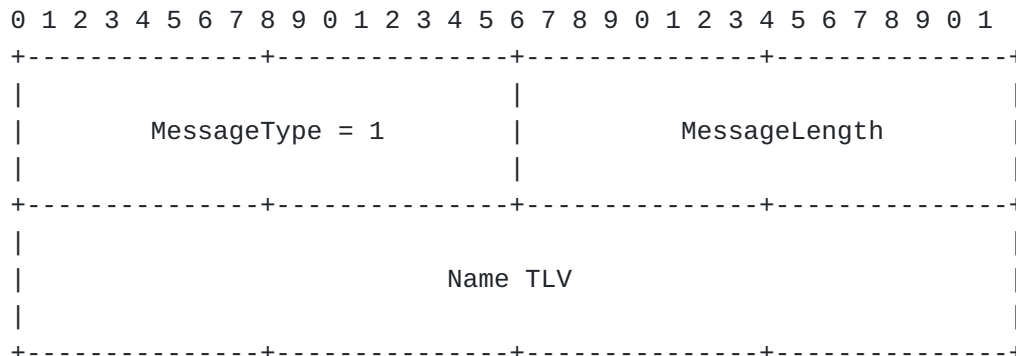 0 1 2 3 4 5 6 7 8 9 0 1 2 3 4 5 6 7 8 9 0 1 2 3 4 5 6 7 8 9 0 1
+---------------+---------------+---------------+---------------+
|                               |                               |
|        MessageType = 1        |          MessageLength        |
|                               |                               |
+---------------+---------------+---------------+---------------+
|                                                               |
|                           Name TLV                            |
|                                                               |
+---------------+---------------+---------------+---------------+